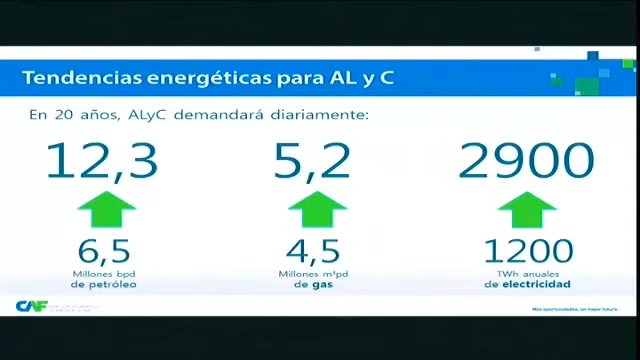 Tendencias energéticas para AL y C
En 20 años, ALyC demandará diariamente:
12,3 5,2 2900
6,5 4,5 1200
Millones bpd Millones m³pd TWh anuales
de petróleo de gas de electricidad
CAF
Más oportunidades, un mejor futuro.